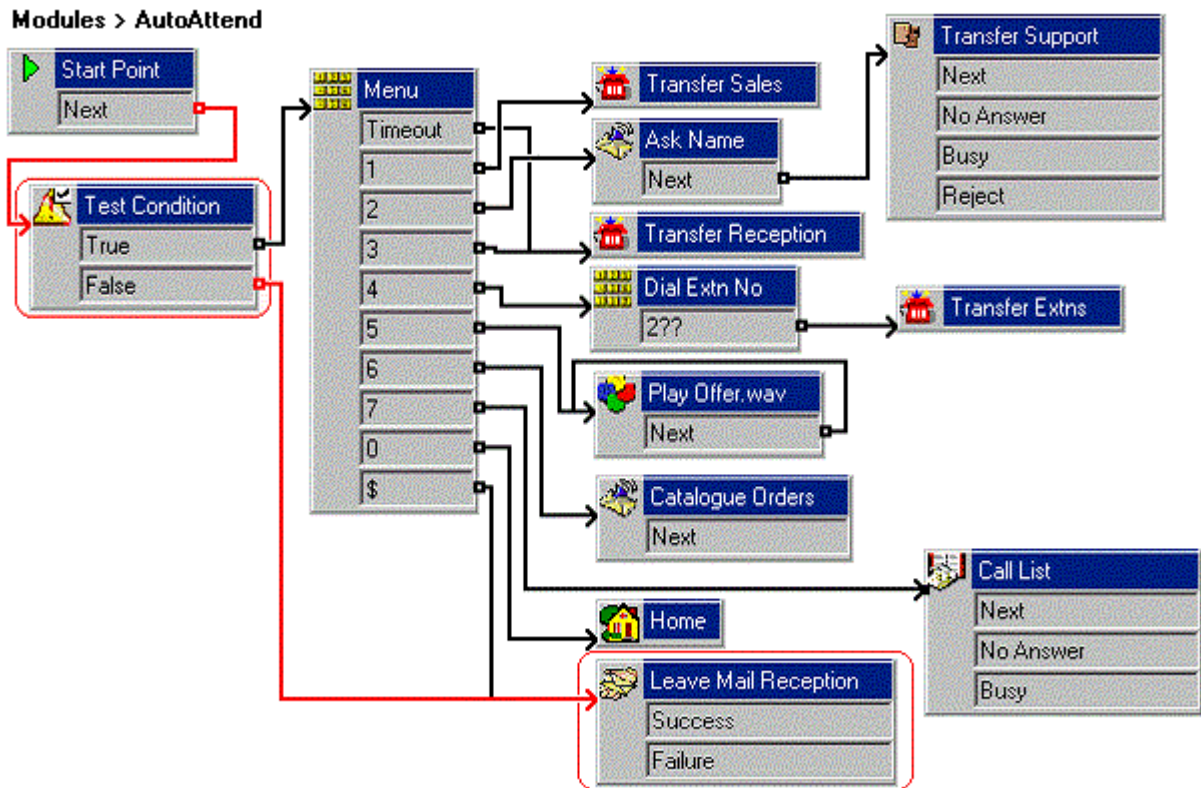 Modules > AutoAttend
Start Point
Next
Test Condition
True
False
Menu
Timeout
1
2
3
4
5
6
7
0
$
Transfer Sales
Ask Name
Next
Transfer Reception
Dial Extn No
2??
Play Offer.wav
Next
Catalogue Orders
Next
Home
Leave Mail Reception
Success
Failure
Transfer Support
Next
No Answer
Busy
Reject
Transfer Extns
Call List
Next
No Answer
Busy